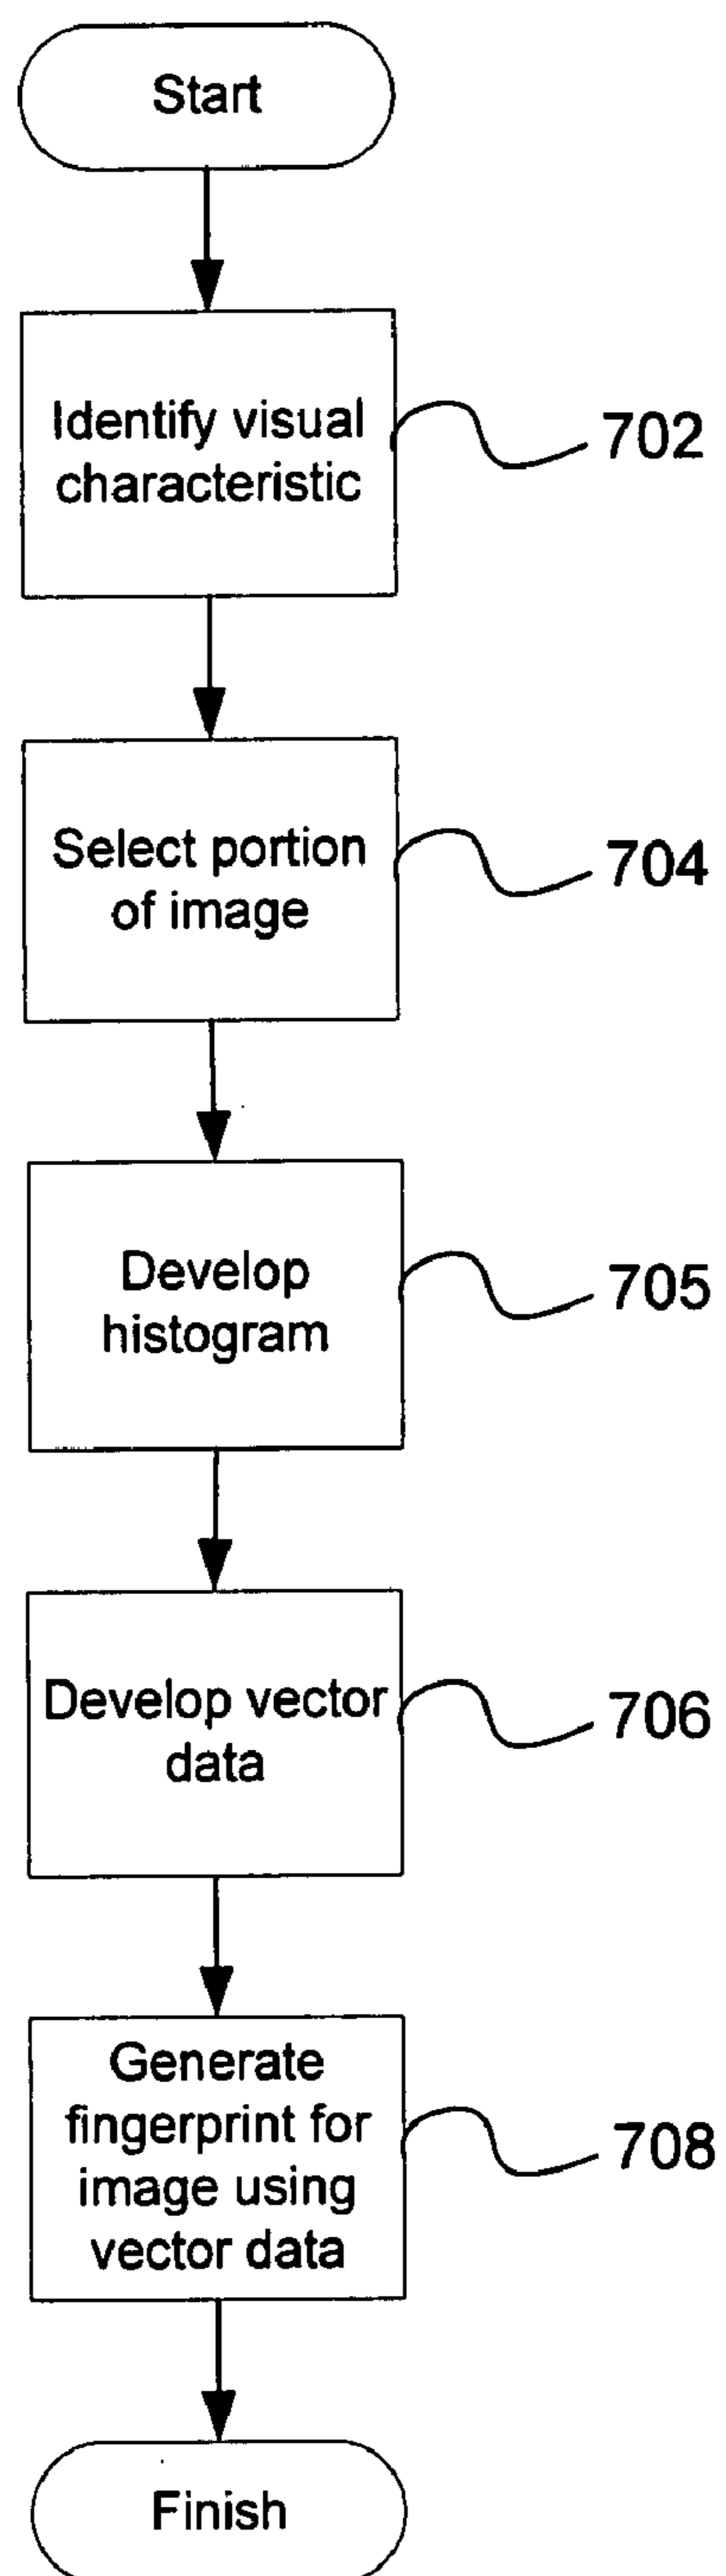 Start
Identify visual
characteristic
702
Select portion
of image
704
Develop
histogram
705
Develop vector
data
706
Generate
fingerprint for
image using
vector data
708
Finish